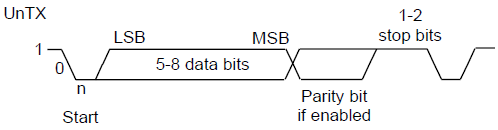 UnTX
1-2
stop bits
LSB
MSB
1
0
5-8 data bits
n
Parity bit
if enabled
Start